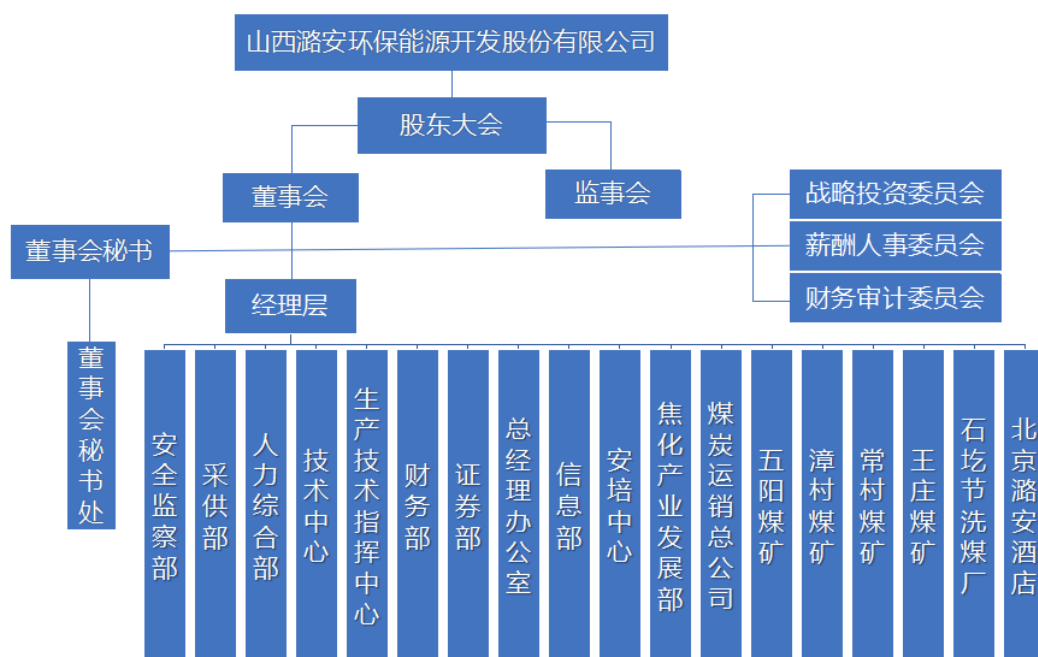 山西潞安环保能源开发股份有限公司
股东大会
董事会
监事会
战略投资委员会
董事会秘书
薪酬人事委员会
经理层
财务审计委员会
董事会秘书处
安全监察部
采供部
人力综合部
技术中心
生产技术指挥中心
财务部
证券部
总经理办公室
信息部
安培中心
焦化产业发展部
煤炭运销总公司
五阳煤矿
漳村煤矿
常村煤矿
王庄煤矿
石圪节洗煤厂
北京潞安酒店